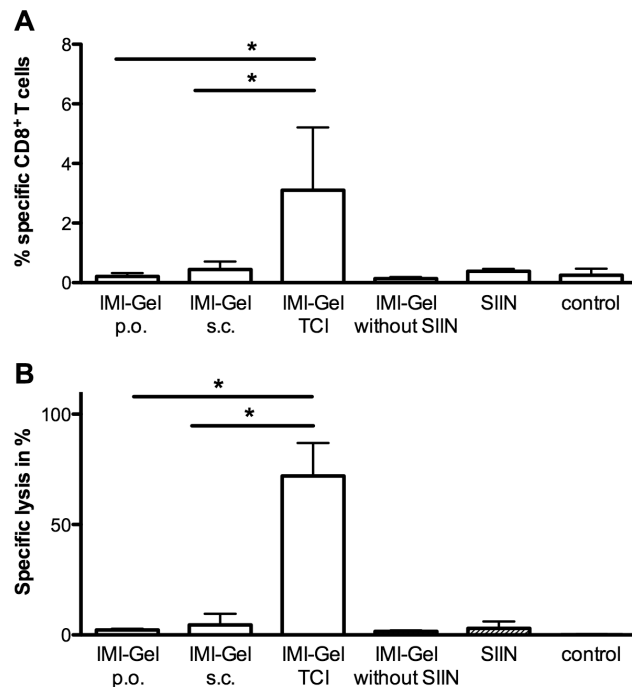 A
% specific CD8+ T cells
8
6
4
2
0
*
*
IMI-Gel p.o.
IMI-Gel s.c.
IMI-Gel TCI
IMI-Gel without SIIN
SIIN
control
B
Specific lysis in %
100
50
0
*
*
IMI-Gel p.o.
IMI-Gel s.c.
IMI-Gel TCI
IMI-Gel without SIIN
SIIN
control